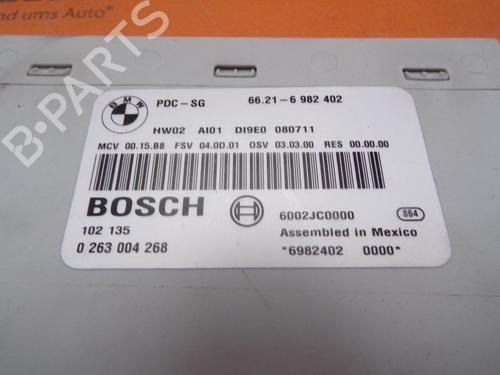 und ums Auto"
B-PARTS
BMW
PDC-SG 66.21-6 982 402
HW02 AI01 DI9E0 080711
MCV 00.15.B8 FSV 04.0D.01 OSV 03.03.00 RES 00.00.00
BOSCH
6002JC0000 864
102 135
Assembled in Mexico
0 263 004 268
*6982402 0000*